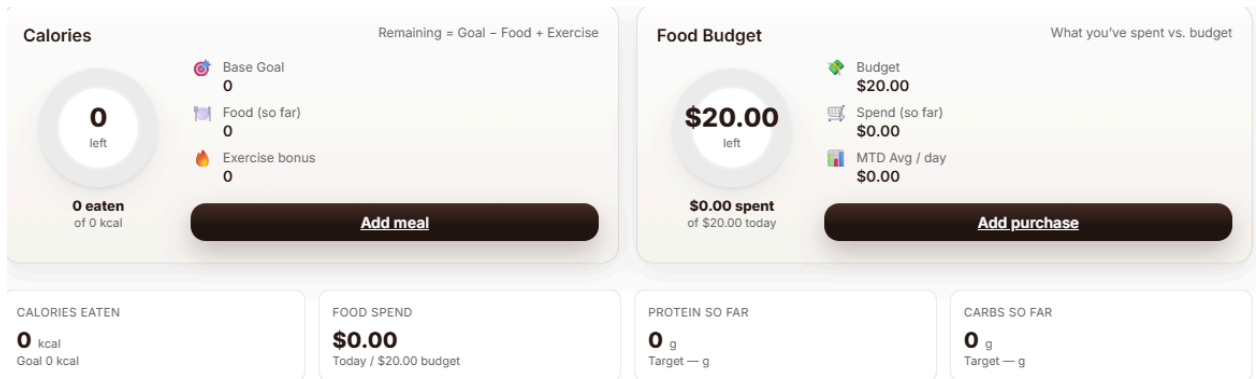 Calories
Remaining = Goal − Food + Exercise
Base Goal
0
Food (so far)
0
Exercise bonus
0
0
left
0 eaten
of 0 kcal
Add meal
Food Budget
What you've spent vs. budget
Budget
$20.00
Spend (so far)
$0.00
MTD Avg / day
$0.00
$20.00
left
$0.00 spent
of $20.00 today
Add purchase
CALORIES EATEN
0 kcal
Goal 0 kcal
FOOD SPEND
$0.00
Today / $20.00 budget
PROTEIN SO FAR
0 g
Target — g
CARBS SO FAR
0 g
Target — g